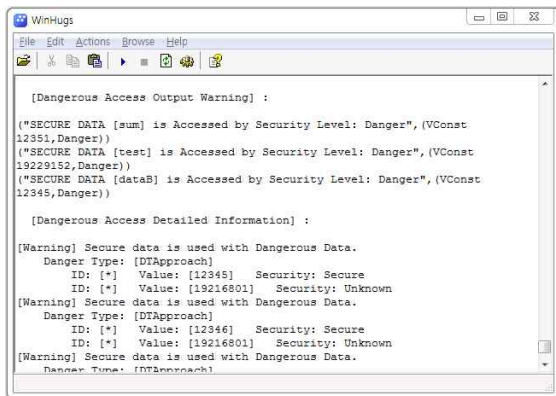 WinHugs
File Edit Actions Browse Help
[Dangerous Access Output Warning] :
("SECURE DATA [sum] is Accessed by Security Level: Danger",(VConst
12351,Danger))
("SECURE DATA [test] is Accessed by Security Level: Danger",(VConst
19229152,Danger))
("SECURE DATA [dataB] is Accessed by Security Level: Danger",(VConst
12345,Danger))
[Dangerous Access Detailed Information] :
[Warning] Secure data is used with Dangerous Data.
Danger Type: [DTApproach]
ID: [*] Value: [12345] Security: Secure
ID: [*] Value: [19216801] Security: Unknown
[Warning] Secure data is used with Dangerous Data.
Danger Type: [DTApproach]
ID: [*] Value: [12346] Security: Secure
ID: [*] Value: [19216801] Security: Unknown
[Warning] Secure data is used with Dangerous Data.
Danger Type: [DTApproach]